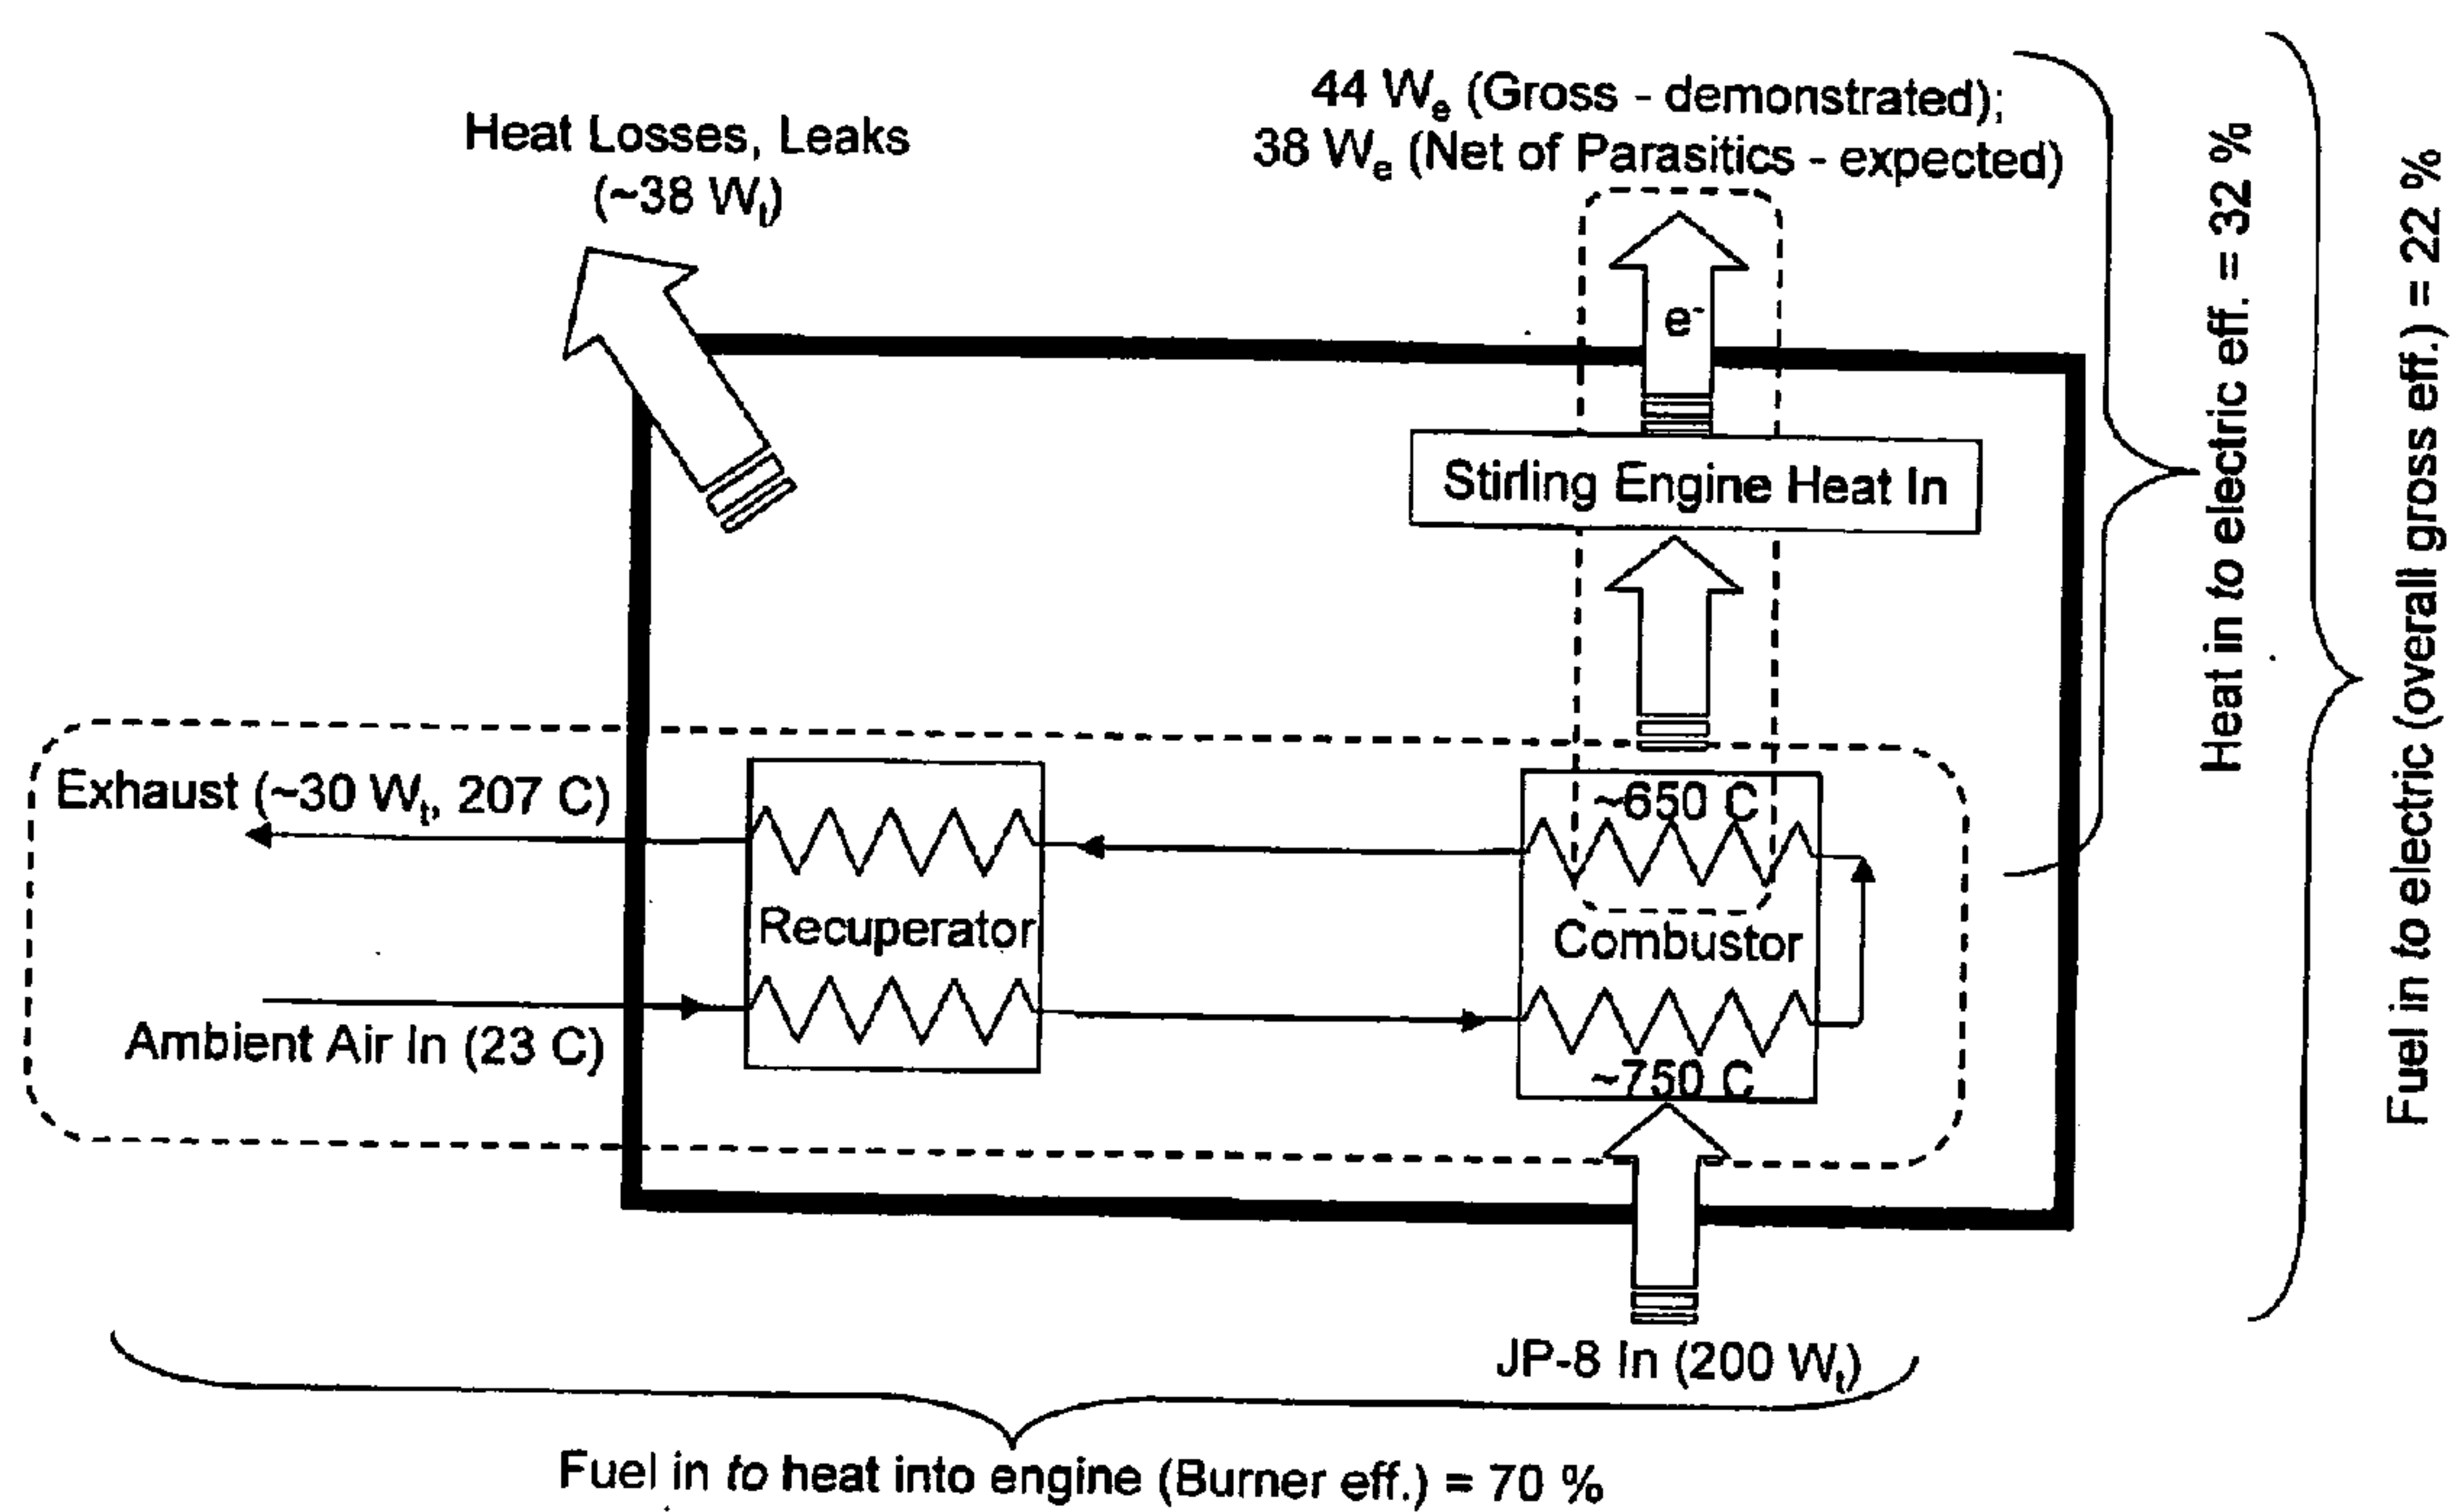 44 We (Gross - demonstrated);
38 We (Net of Parasitics - expected)
Heat Losses, Leaks
(~38 Wt)
e-
Stirling Engine Heat In
Exhaust (~30 Wt, 207 C)
~650 C
Recuperator
Combustor
Ambient Air In (23 C)
~750 C
JP-8 In (200 Wt)
Fuel in to heat into engine (Burner eff.) = 70 %
Heat in to electric eff. = 32 %
Fuel in to electric (overall gross eff.) = 22 %